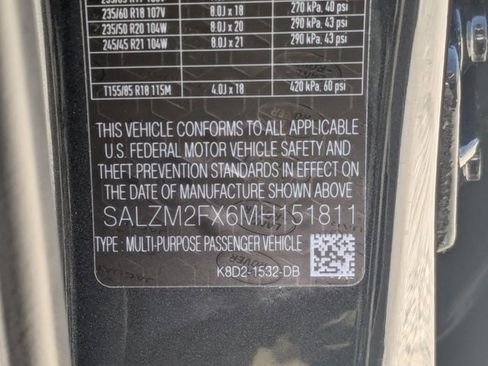 235/60 R18 107V 8.0J x 18 270 kPa, 40 psi
235/50 R20 104W 8.0J x 20 290 kPa, 43 psi
245/45 R21 104W 8.0J x 21 290 kPa, 43 psi
T155/85 R18 115M 4.0J x 18 420 kPa, 60 psi
THIS VEHICLE CONFORMS TO ALL APPLICABLE
U.S. FEDERAL MOTOR VEHICLE SAFETY AND
THEFT PREVENTION STANDARDS IN EFFECT ON
THE DATE OF MANUFACTURE SHOWN ABOVE
SALZM2FX6MH151811
TYPE : MULTI-PURPOSE PASSENGER VEHICLE
K8D2-1532-DB